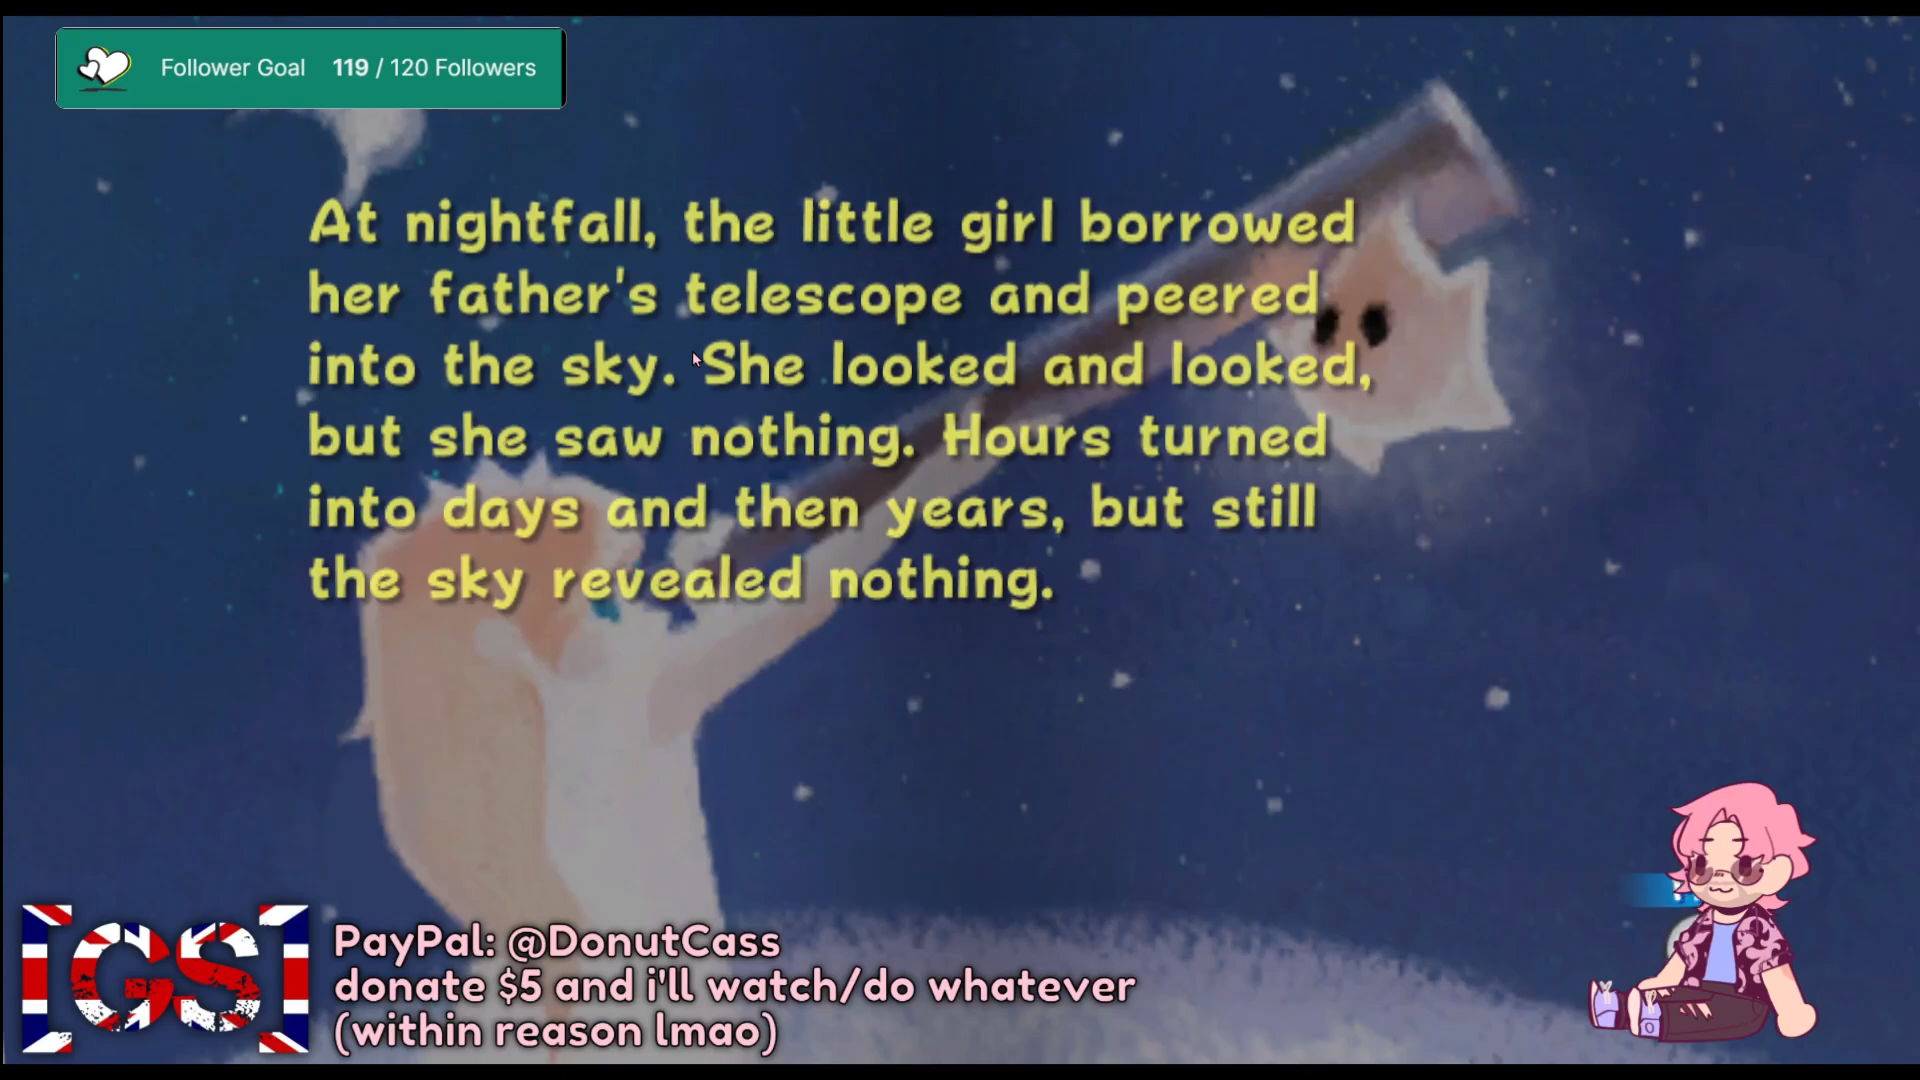 Follower Goal 119 / 120 Followers
At nightfall, the little girl borrowed
her father's telescope and peered
into the sky. She looked and looked,
but she saw nothing. Hours turned
into days and then years, but still
the sky revealed nothing.
[GS]
PayPal: @DonutCass
donate $5 and i'll watch/do whatever
(within reason lmao)